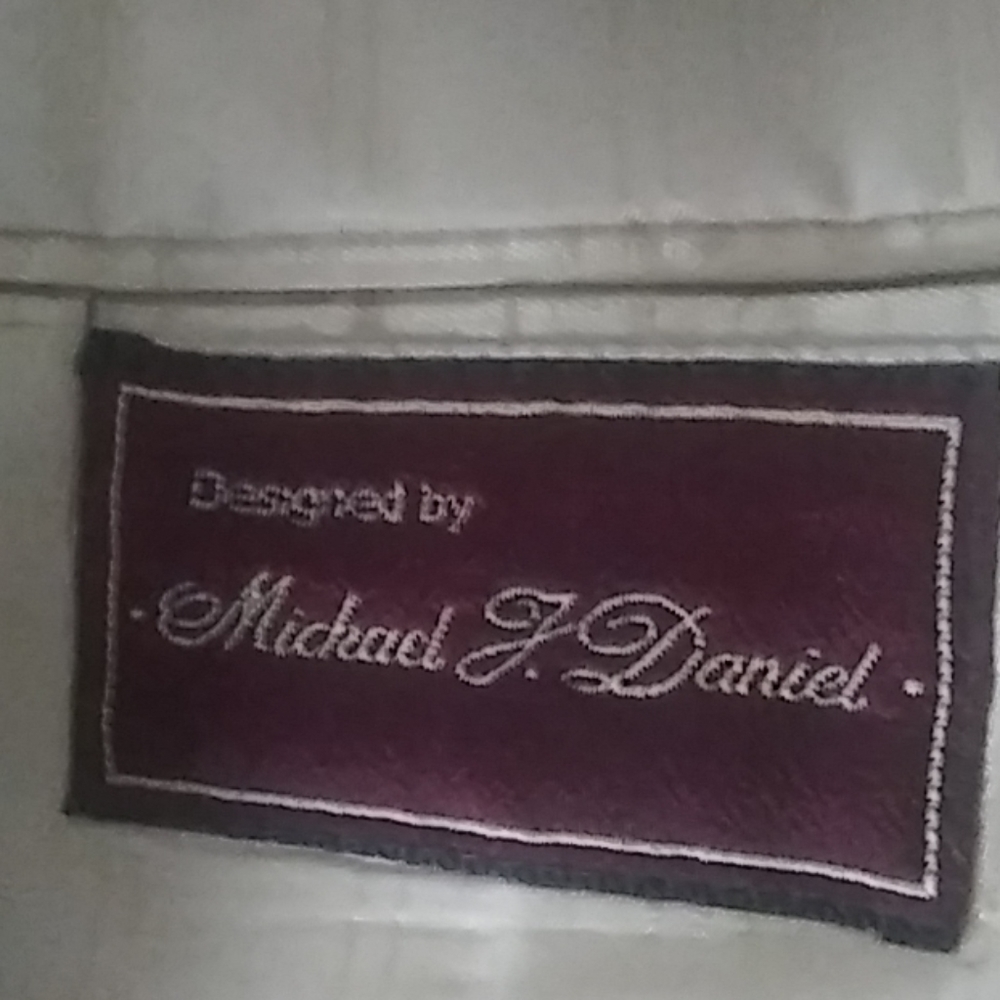 Designed by
· Michael J. Daniel ·